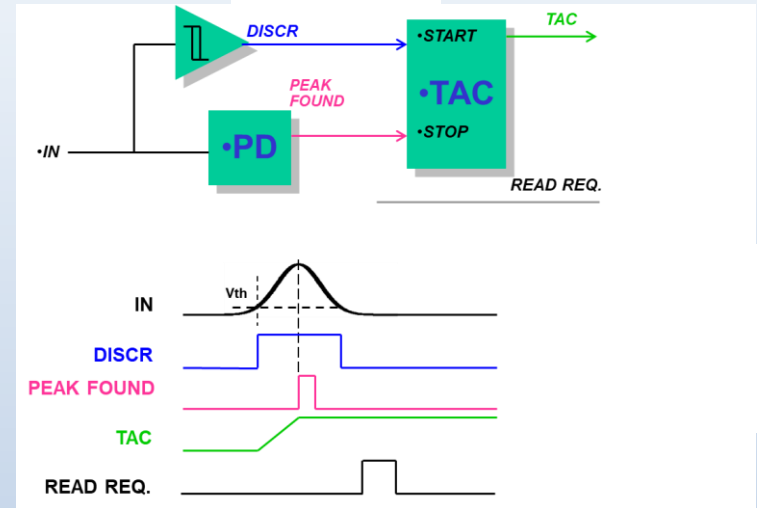 DISCR
TAC
•START
PEAK
FOUND
•TAC
•IN
•PD
•STOP
READ REQ.
Vth
IN
DISCR
PEAK FOUND
TAC
READ REQ.